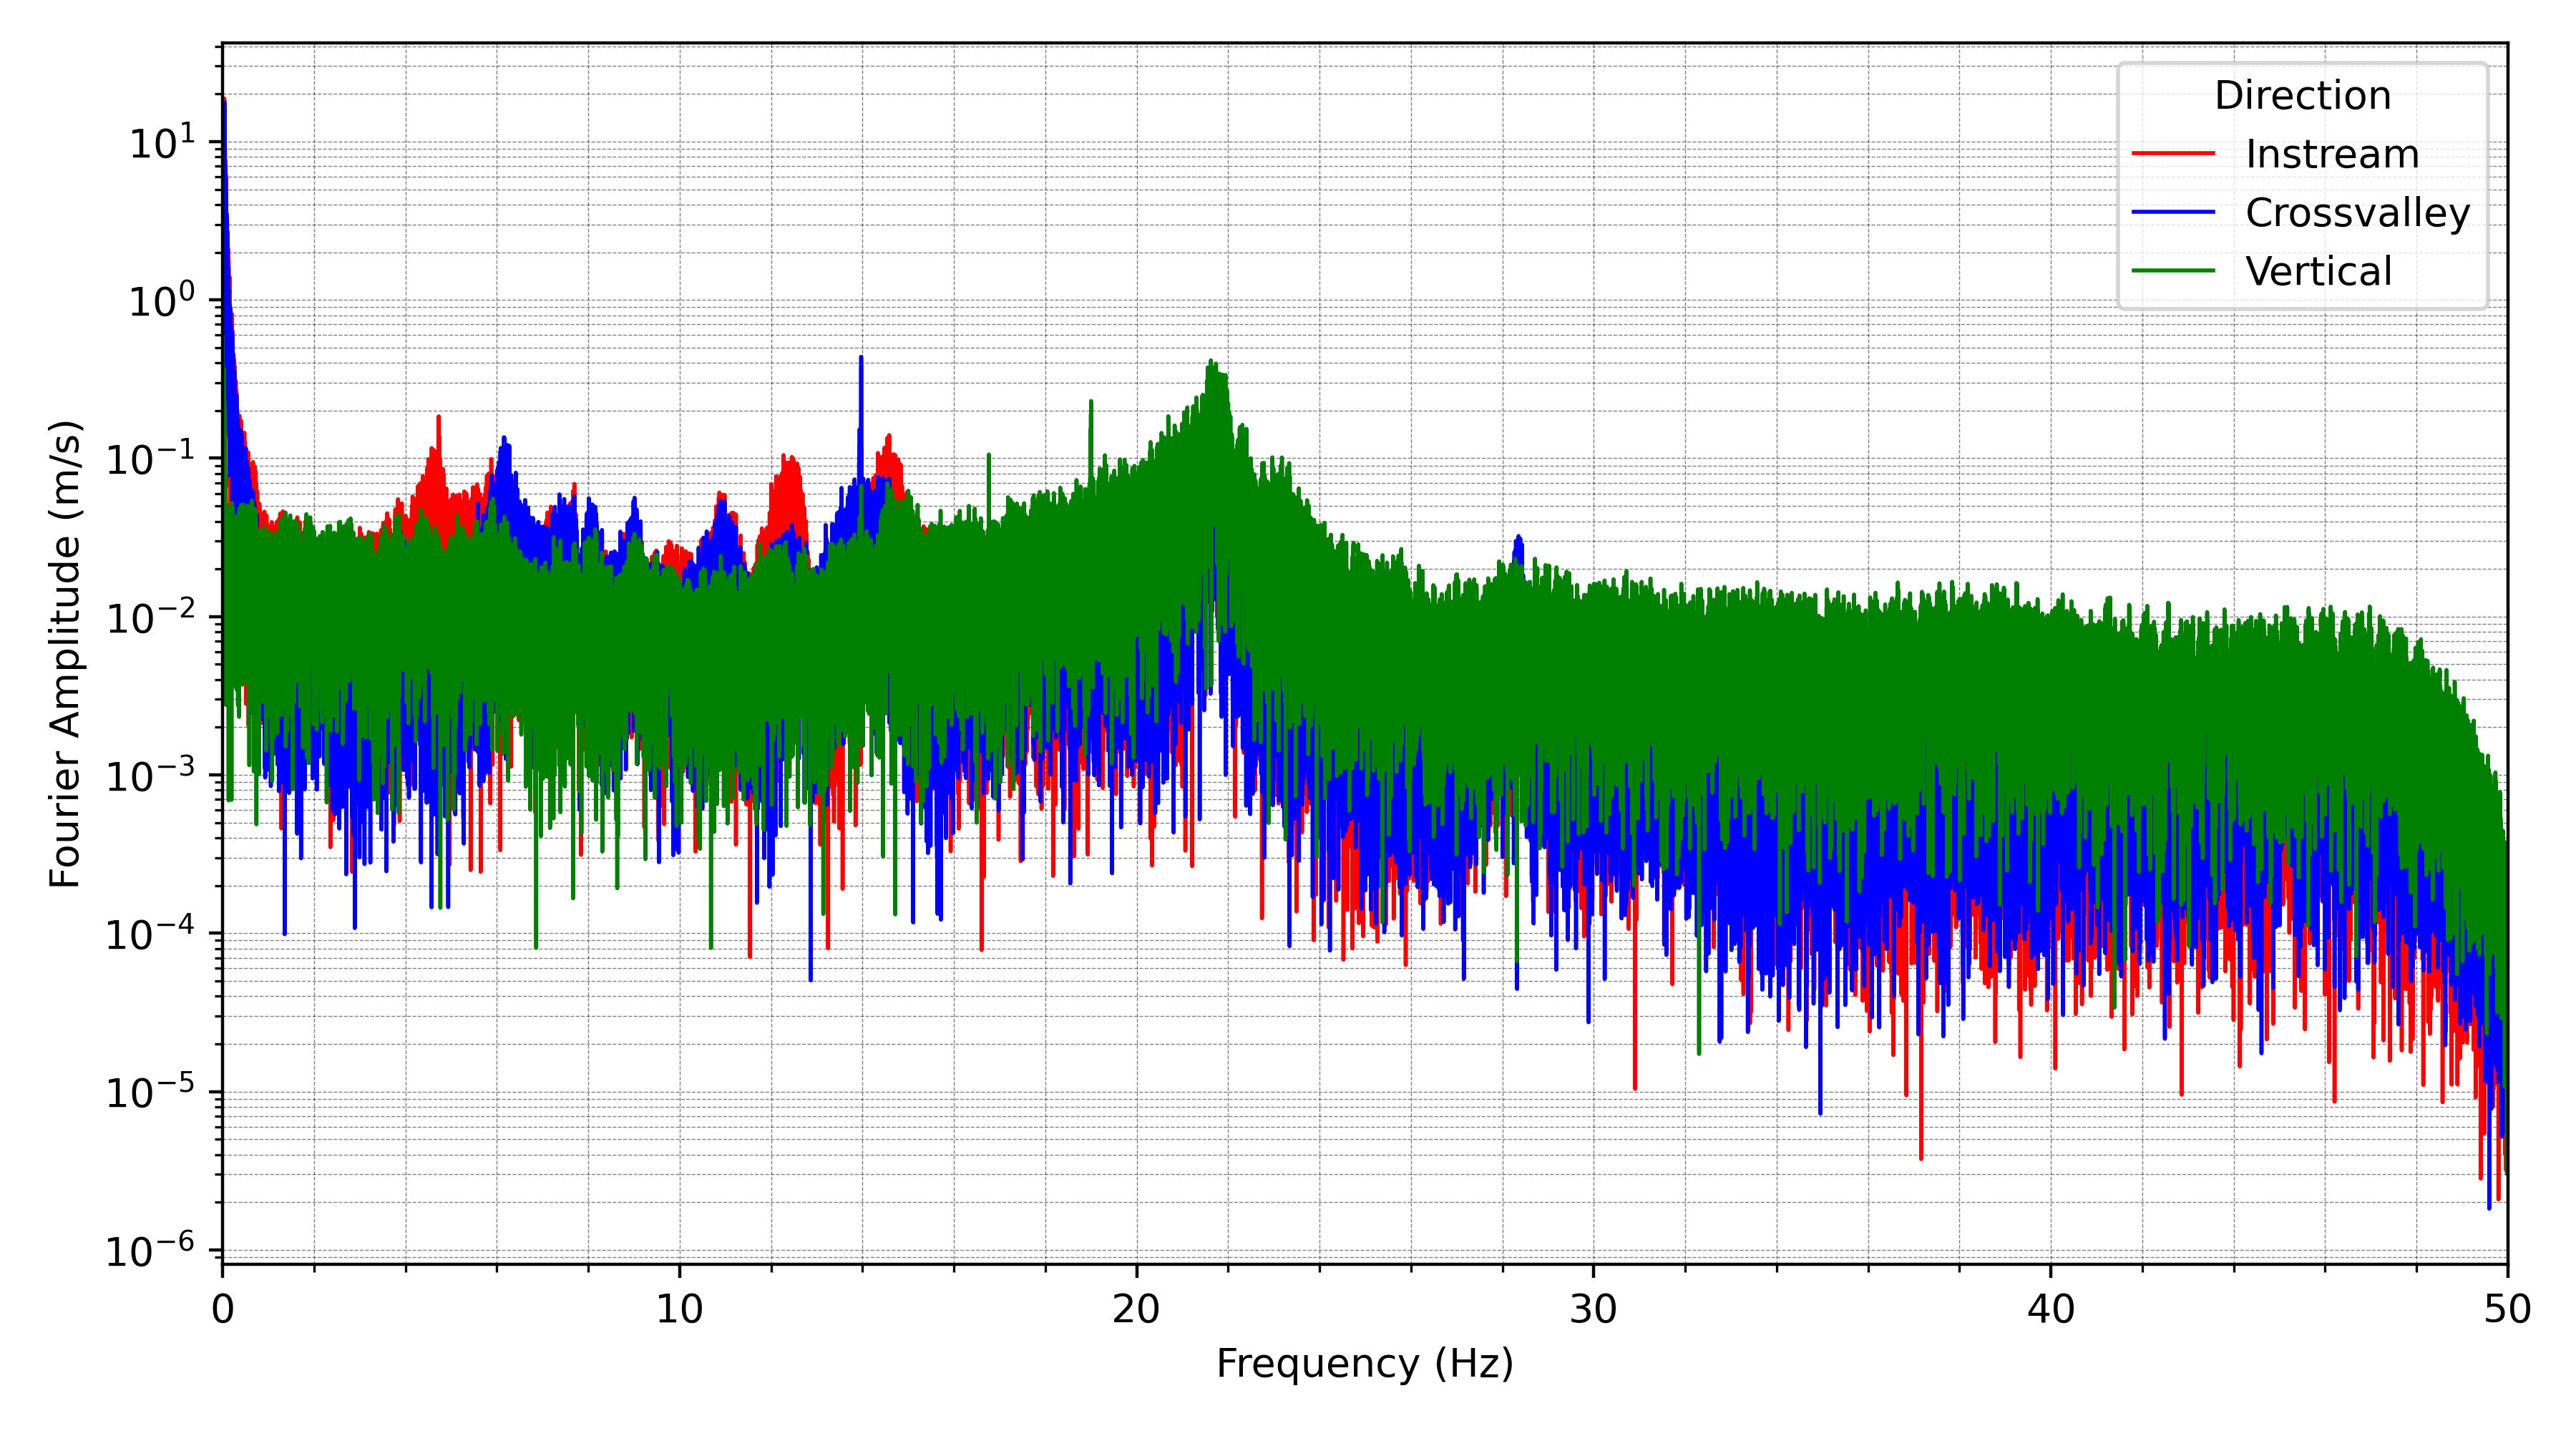 Direction
Instream
Crossvalley
Vertical
10¹
10⁰
10⁻¹
10⁻²
10⁻³
10⁻⁴
10⁻⁵
10⁻⁶
Fourier Amplitude (m/s)
0 10 20 30 40 50
Frequency (Hz)